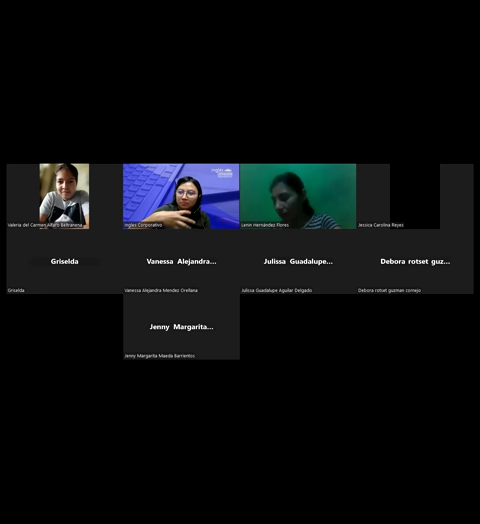 Valeria del Carmen Alfaro Beltranena
Ingles Corporativo
Lenin Hernández Flores
Jessica Carolina Reyes
Griselda
Vanessa Alejandra...
Julissa Guadalupe...
Debora rotset guz...
Griselda
Vanessa Alejandra Mendez Orellana
Julissa Guadalupe Aguilar Delgado
Debora rotset guzman cornejo
Jenny Margarita...
Jenny Margarita Maeda Barrientos